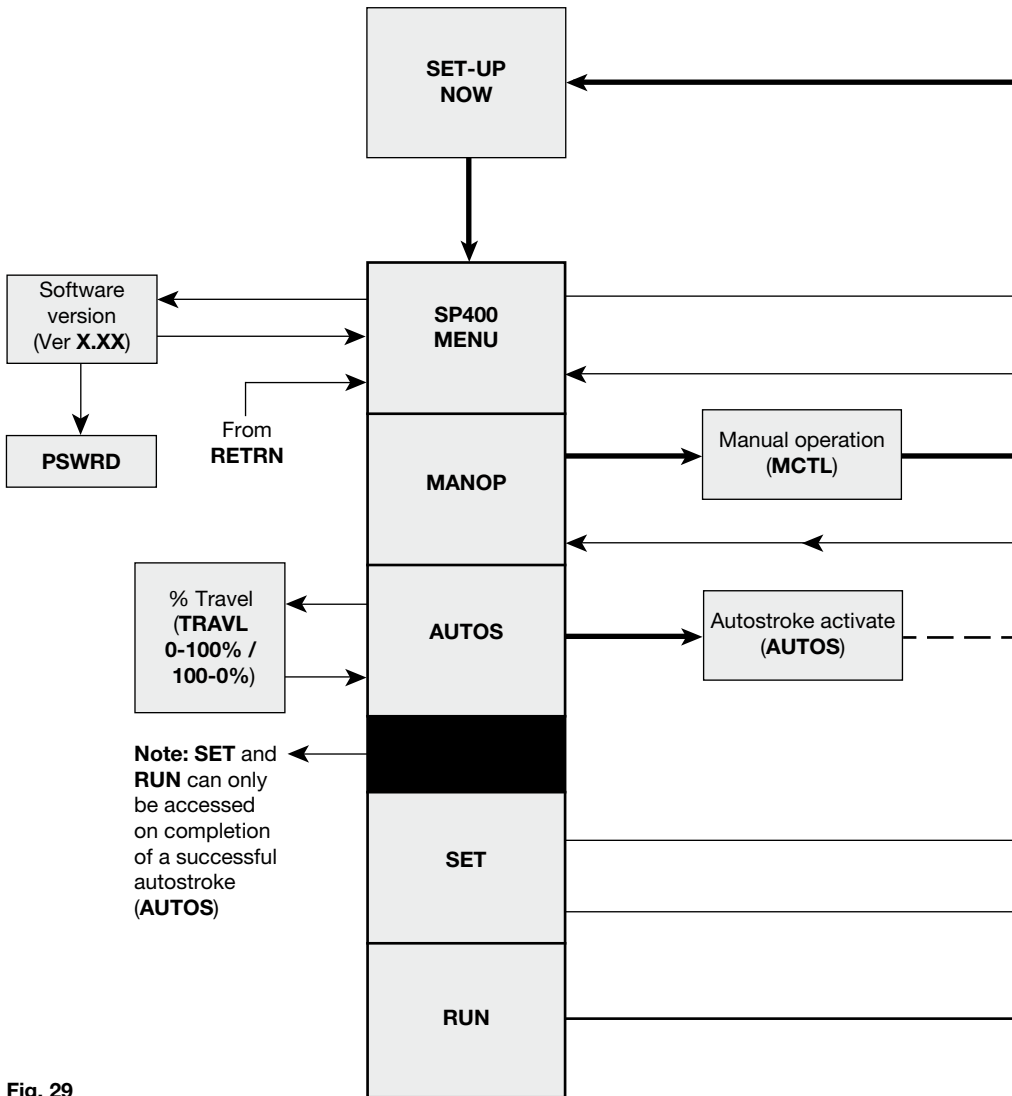 SET-UP
NOW
Software
version
(Ver X.XX)
SP400
MENU
From
RETRN
PSWRD
MANOP
Manual operation
(MCTL)
% Travel
(TRAVL
0-100% /
100-0%)
AUTOS
Autostroke activate
(AUTOS)
Note: SET and
RUN can only
be accessed
on completion
of a successful
autostroke
(AUTOS)
SET
RUN
Fig. 29